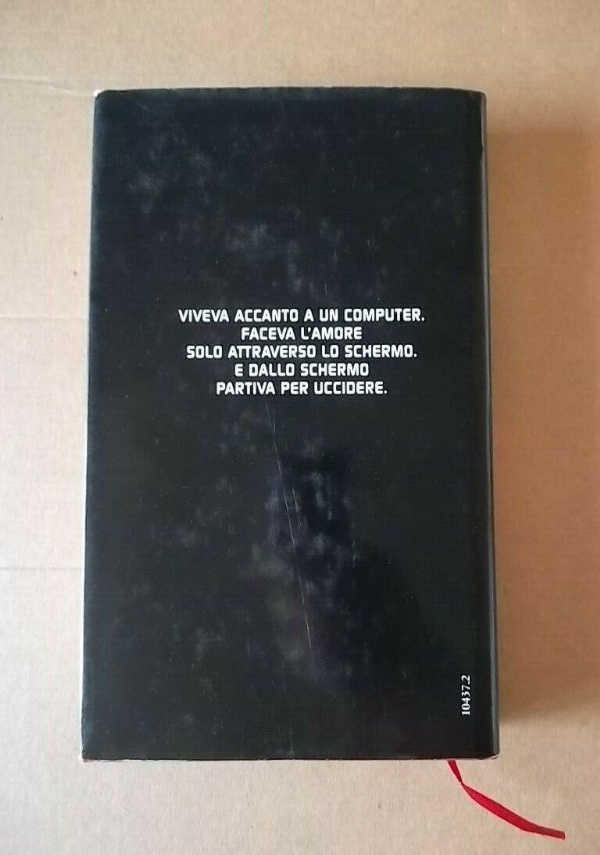 VIVEVA ACCANTO A UN COMPUTER.
FACEVA L'AMORE
SOLO ATTRAVERSO LO SCHERMO.
E DALLO SCHERMO
PARTIVA PER UCCIDERE.
10437.2